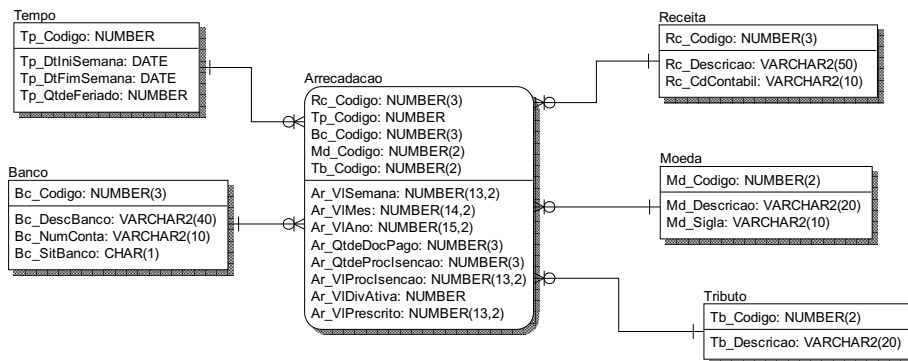 Tempo
Tp_Codigo: NUMBER
Tp_DtIniSemana: DATE
Tp_DtFimSemana: DATE
Tp_QtdeFeriado: NUMBER
Banco
Bc_Codigo: NUMBER(3)
Bc_DescBanco: VARCHAR2(40)
Bc_NumConta: VARCHAR2(10)
Bc_SitBanco: CHAR(1)
Arrecadacao
Rc_Codigo: NUMBER(3)
Tp_Codigo: NUMBER
Bc_Codigo: NUMBER(3)
Md_Codigo: NUMBER(2)
Tb_Codigo: NUMBER(2)
Ar_VlSemana: NUMBER(13,2)
Ar_VlMes: NUMBER(14,2)
Ar_VlAno: NUMBER(15,2)
Ar_QtdeDocPago: NUMBER(3)
Ar_QtdeProcIsencao: NUMBER(3)
Ar_VlProcIsencao: NUMBER(13,2)
Ar_VlDivAtiva: NUMBER
Ar_VlPrescrito: NUMBER(13,2)
Receita
Rc_Codigo: NUMBER(3)
Rc_Descricao: VARCHAR2(50)
Rc_CdContabil: VARCHAR2(10)
Moeda
Md_Codigo: NUMBER(2)
Md_Descricao: VARCHAR2(20)
Md_Sigla: VARCHAR2(10)
Tributo
Tb_Codigo: NUMBER(2)
Tb_Descricao: VARCHAR2(20)